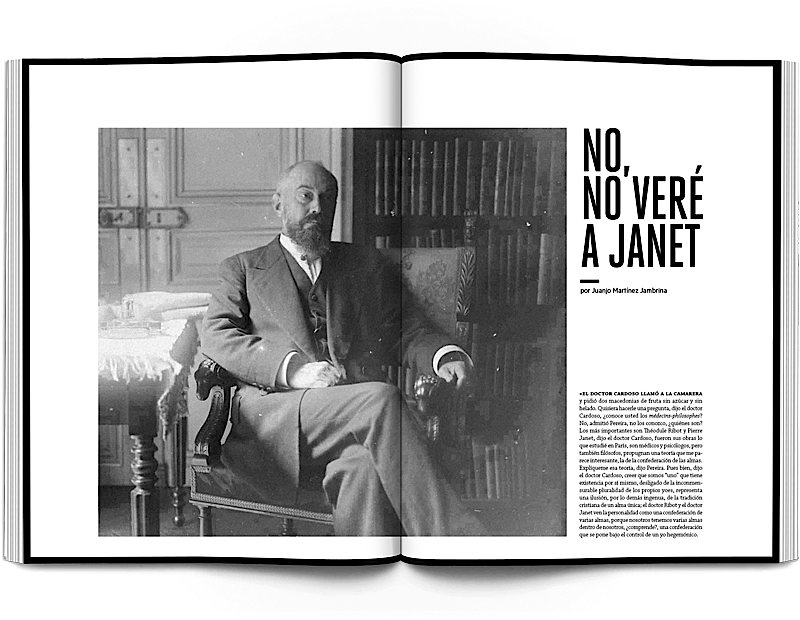 NO,
NO VERÉ
A JANET
por Juanjo Martínez Jambrina
«EL DOCTOR CARDOSO LLAMÓ A LA CAMARERA
y pidió dos macedonias de fruta sin azúcar y sin
helado. Quisiera hacerle una pregunta, dijo el doctor
Cardoso, ¿conoce usted los médecins-philosophes?
No, admitió Pereira, no los conozco, ¿quiénes son?
Los más importantes son Théodule Ribot y Pierre
Janet, dijo el doctor Cardoso, fueron sus obras lo
que estudié en París, son médicos y psicólogos, pero
también filósofos, propugnan una teoría que me pa-
rece interesante, la de la confederación de las almas.
Explíqueme esa teoría, dijo Pereira. Pues bien, dijo
el doctor Cardoso, creer que somos “uno” que tiene
existencia por sí mismo, desligado de la inconmen-
surable pluralidad de los propios yoes, representa
una ilusión, por lo demás ingenua, de la tradición
cristiana de un alma única; el doctor Ribot y el doctor
Janet ven la personalidad como una confederación de
varias almas, porque nosotros tenemos varias almas
dentro de nosotros, ¿comprende?, una confederación
que se pone bajo el control de un yo hegemónico.